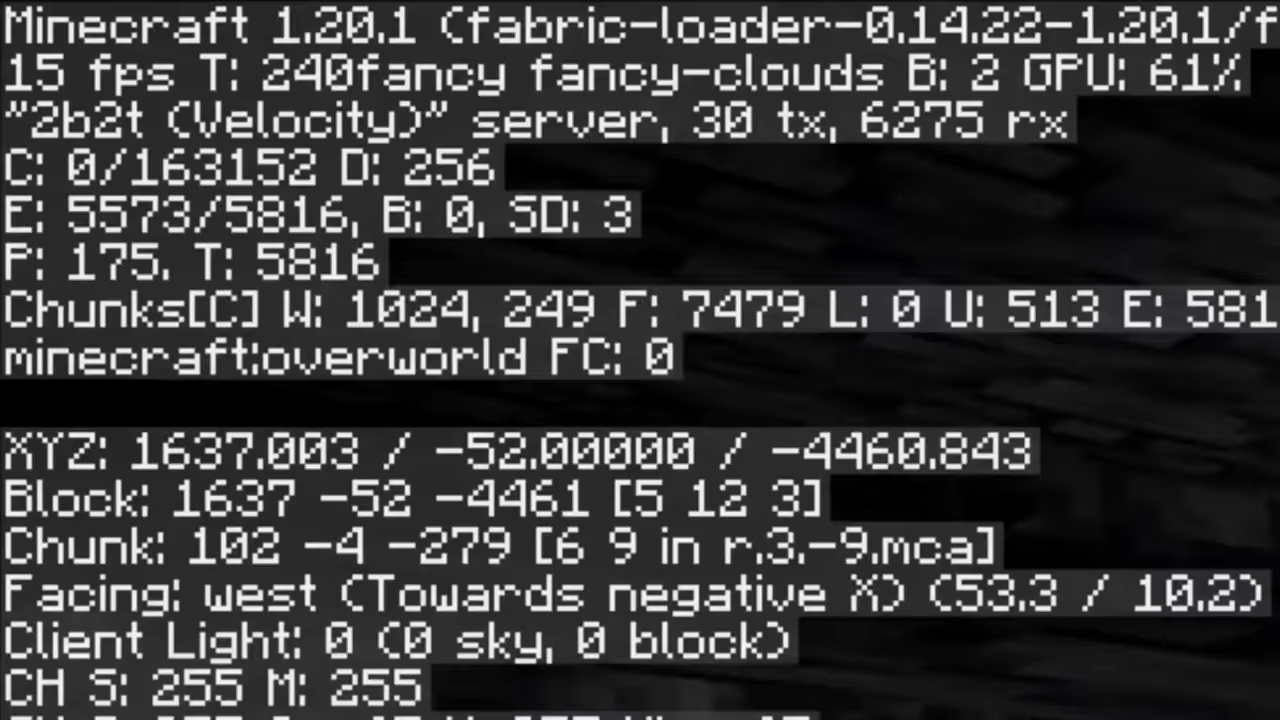 Minecraft 1.20.1 (fabric-loader-0.14.22-1.20.1/f
15 fps T: 240fancy fancy-clouds B: 2 GPU: 61%
"2b2t (Velocity)" server, 30 tx, 6275 rx
C: 0/163152 D: 256
E: 5573/5816, B: 0, SD: 3
P: 175. T: 5816
Chunks[C] W: 1024, 249 F: 7479 L: 0 U: 513 E: 581
minecraft:overworld FC: 0
XYZ: 1637.003 / -52.00000 / -4460.843
Block: 1637 -52 -4461 [5 12 3]
Chunk: 102 -4 -279 [6 9 in r.3.-9.mca]
Facing: west (Towards negative X) (53.3 / 10.2)
Client Light: 0 (0 sky, 0 block)
CH S: 255 M: 255